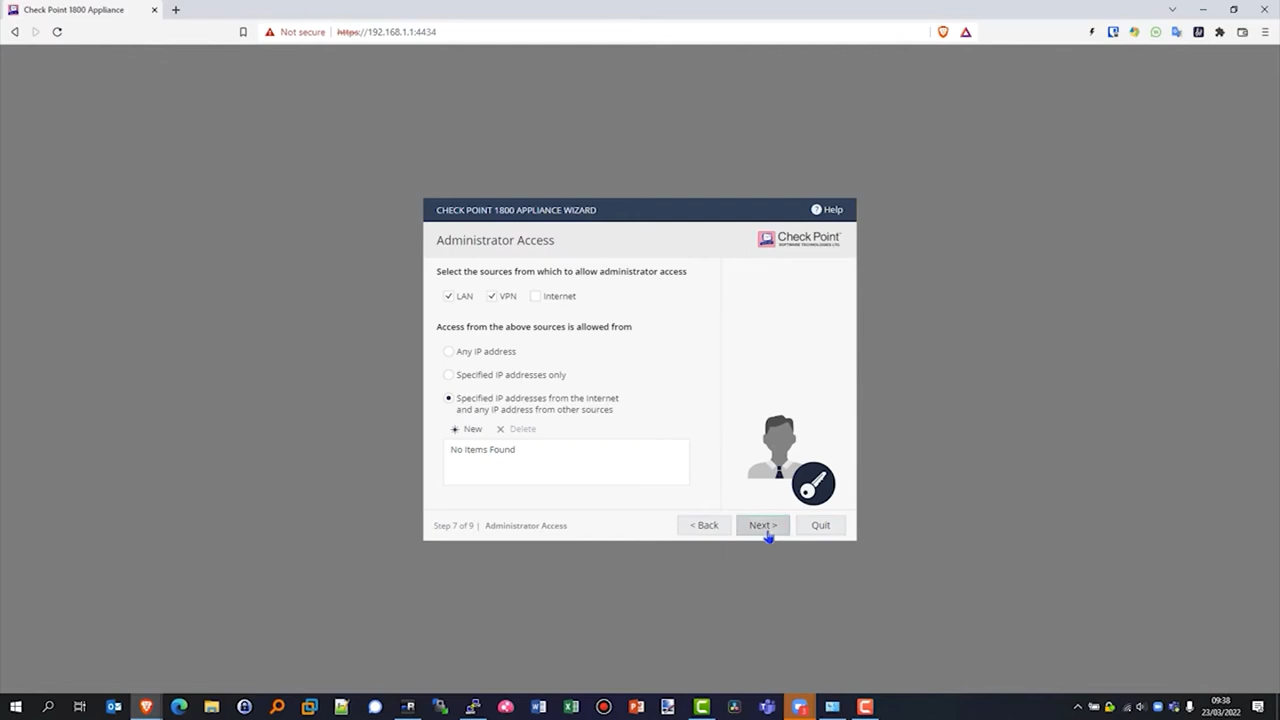 Check Point 1800 Appliance
Not secure
https://192.168.1.1:4434
CHECK POINT 1800 APPLIANCE WIZARD
Help
Administrator Access
Check Point
SOFTWARE TECHNOLOGIES LTD.
Select the sources from which to allow administrator access
LAN VPN Internet
Access from the above sources is allowed from
Any IP address
Specified IP addresses only
Specified IP addresses from the internet
and any IP address from other sources
New Delete
No Items Found
Step 7 of 9 | Administrator Access
< Back
Next >
Quit
09:38
23/03/2022